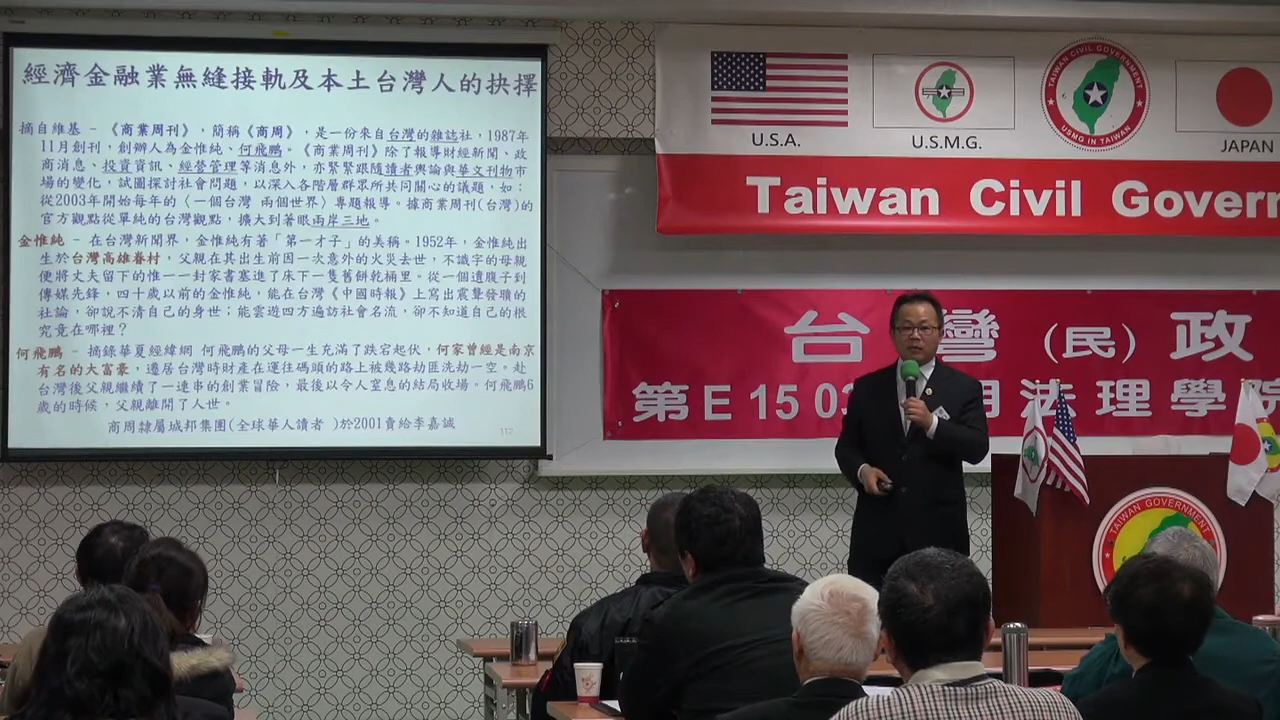 經濟金融業無縫接軌及本土台灣人的抉擇
摘自維基 – 《商業周刊》，簡稱《商周》，是一份來自台灣的雜誌社，1987年
11月創刊，創辦人為金惟純、何飛鵬。《商業周刊》除了報導財經新聞、政
商消息、投資資訊、經營管理等消息外，亦緊緊跟隨讀者輿論與華文刊物市
場的變化，試圖探討社會問題，以深入各階層群眾所共同關心的議題，如：
從2003年開始每年的〈一個台灣 兩個世界〉專題報導。據商業周刊(台灣)的
官方觀點從單純的台灣觀點，擴大到著眼兩岸三地。
金惟純 – 在台灣新聞界，金惟純有著「第一才子」的美稱。1952年，金惟純出
生於台灣高雄眷村，父親在其出生前因一次意外的火災去世，不識字的母親
便將丈夫留下的惟一一封家書塞進了床下一隻舊餅乾桶里。從一個遺腹子到
傳媒先鋒，四十歲以前的金惟純，能在台灣《中國時報》上寫出震聾發聵的
社論，卻說不清自己的身世；能雲遊四方遍訪社會名流，卻不知道自己的根
究竟在哪裡？
何飛鵬 – 摘錄華夏經緯網 何飛鵬的父母一生充滿了跌宕起伏，何家曾經是南京
有名的大富豪，遷居台灣時財產在運往碼頭的路上被幾路劫匪洗劫一空。赴
台灣後父親繼續了一連串的創業冒險，最後以令人窒息的結局收場。何飛鵬6
歲的時候，父親離開了人世。
商周隸屬城邦集團(全球華人讀者 )於2001賣給李嘉誠
112
U.S.A.
U.S.M.G.
TAIWAN CIVIL GOVERNMENT
USMG IN TAIWAN
JAPAN
Taiwan Civil Govern
台灣(民)政
第E15 03
明法理學院
TAIWAN GOVERNMENT